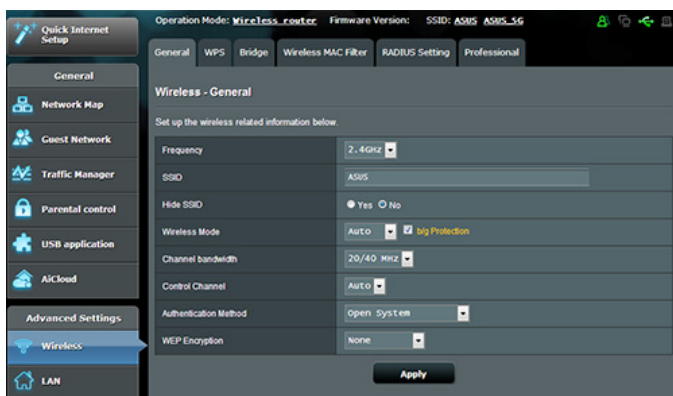 Quick Internet Setup
Operation Mode: Wireless router Firmware Version: SSID: ASUS ASUS_5G
General WPS Bridge Wireless MAC Filter RADIUS Setting Professional
General
Network Map
Guest Network
Traffic Manager
Parental control
USB application
AiCloud
Advanced Settings
Wireless
LAN
Wireless - General
Set up the wireless related information below.
Frequency 2.4GHz
SSID ASUS
Hide SSID Yes No
Wireless Mode Auto b/g Protection
Channel bandwidth 20/40 MHz
Control Channel Auto
Authentication Method Open System
WEP Encryption None
Apply